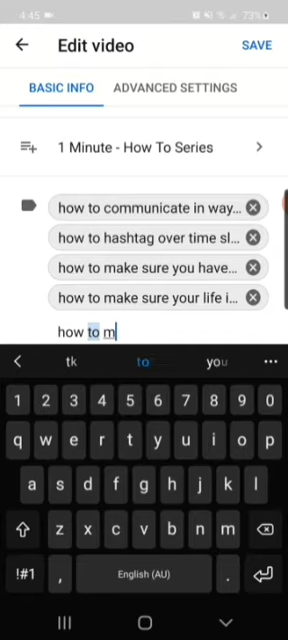 4:45
73%
Edit video
SAVE
BASIC INFO
ADVANCED SETTINGS
1 Minute - How To Series
how to communicate in way...
how to hashtag over time sl...
how to make sure you have...
how to make sure your life i...
how to m
tk
to
you
1 2 3 4 5 6 7 8 9 0
q w e r t y u i o p
a s d f g h j k l
z x c v b n m
!#1 , English (AU) .